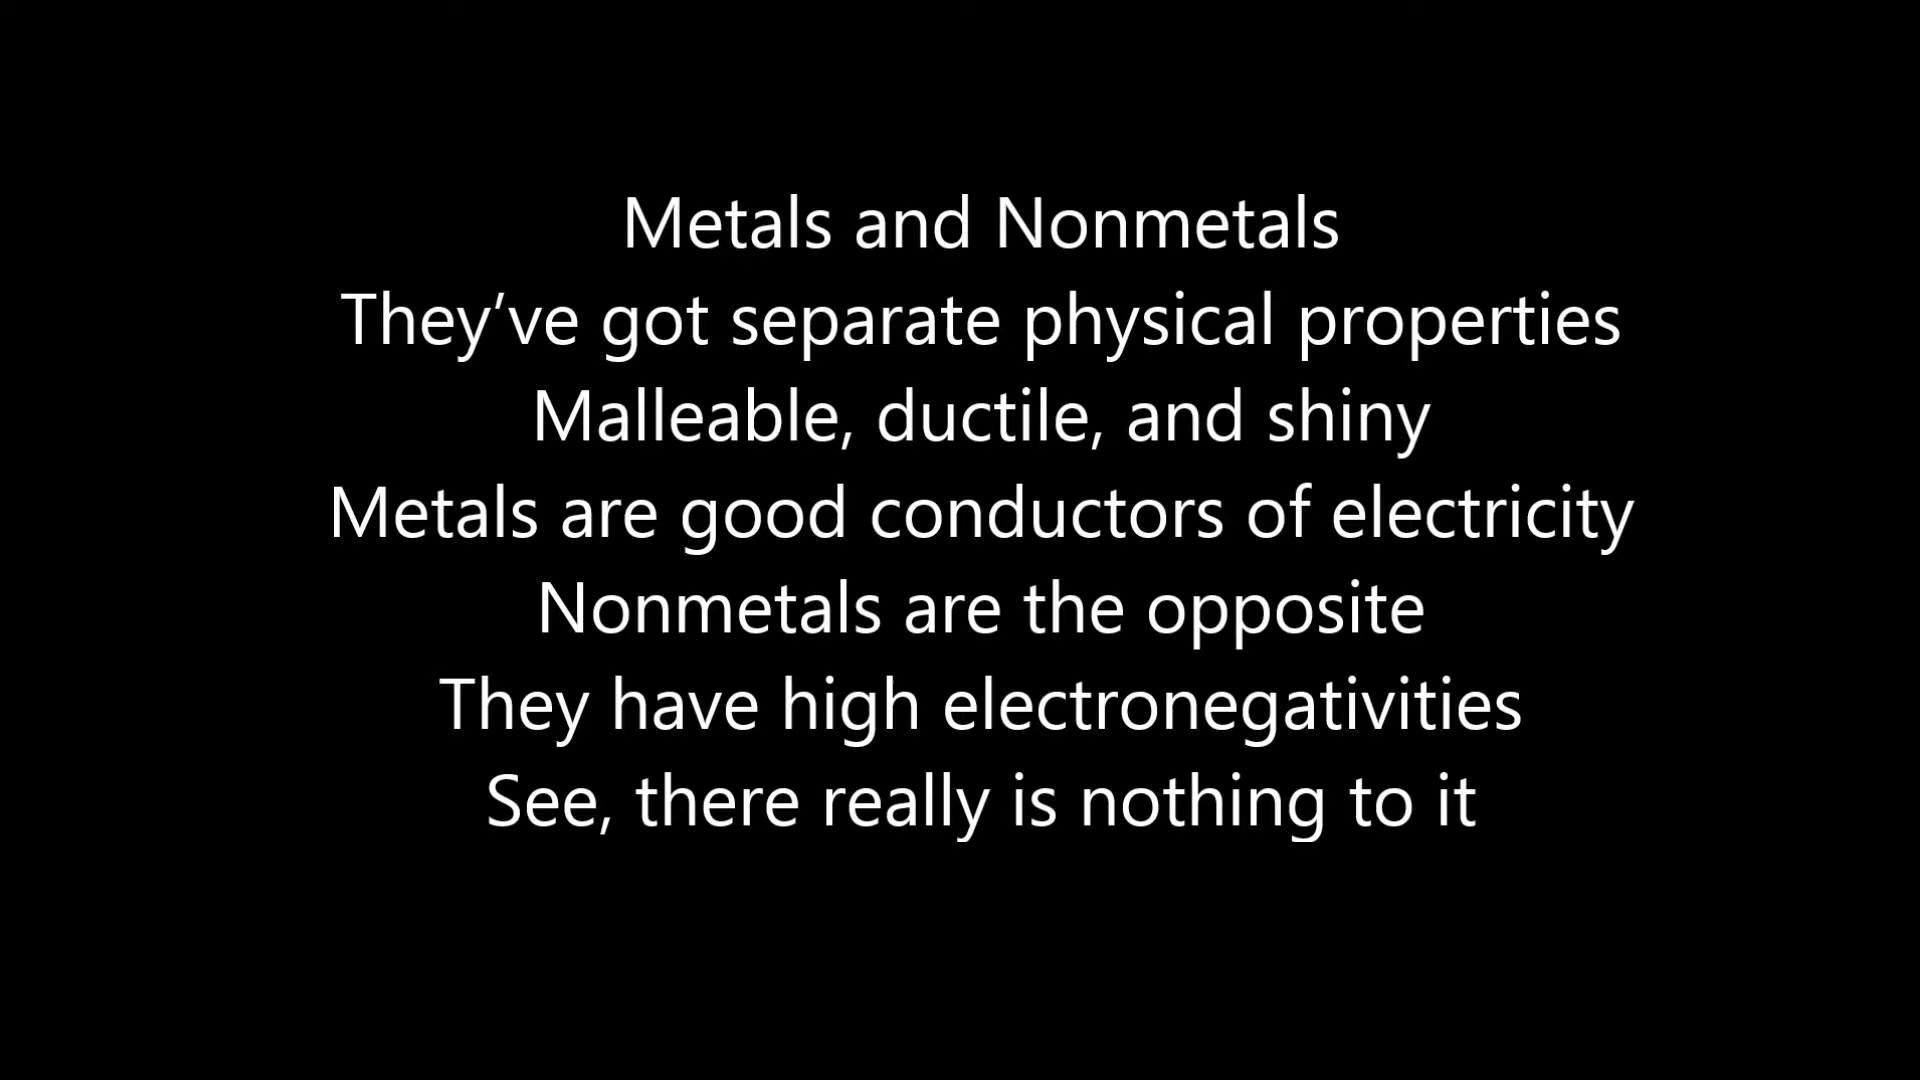 Metals and Nonmetals
They've got separate physical properties
Malleable, ductile, and shiny
Metals are good conductors of electricity
Nonmetals are the opposite
They have high electronegativities
See, there really is nothing to it